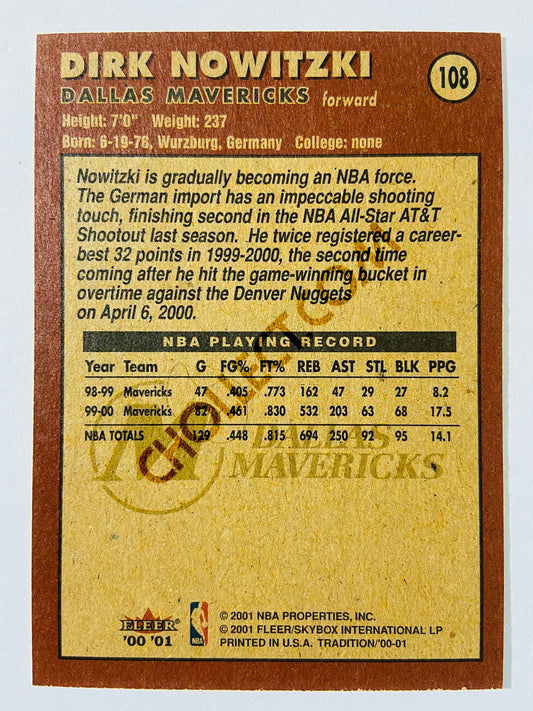 DIRK NOWITZKI
108
DALLAS MAVERICKS forward
Height: 7'0" Weight: 237
Born: 6-19-78, Wurzburg, Germany College: none
Nowitzki is gradually becoming an NBA force.
The German import has an impeccable shooting
touch, finishing second in the NBA All-Star AT&T
Shootout last season. He twice registered a career-
best 32 points in 1999-2000, the second time
coming after he hit the game-winning bucket in
overtime against the Denver Nuggets
on April 6, 2000.
CHOLLECT.COM
NBA PLAYING RECORD
Year Team G FG% FT% REB AST STL BLK PPG
98-99 Mavericks 47 .405 .773 162 47 29 27 8.2
99-00 Mavericks 82 .461 .830 532 203 63 68 17.5
NBA TOTALS 129 .448 .815 694 250 92 95 14.1
M
DALLAS
MAVERICKS
FLEER
'00 '01
NBA
© 2001 NBA PROPERTIES, INC.
© 2001 FLEER/SKYBOX INTERNATIONAL LP
PRINTED IN U.S.A. TRADITION/'00-01